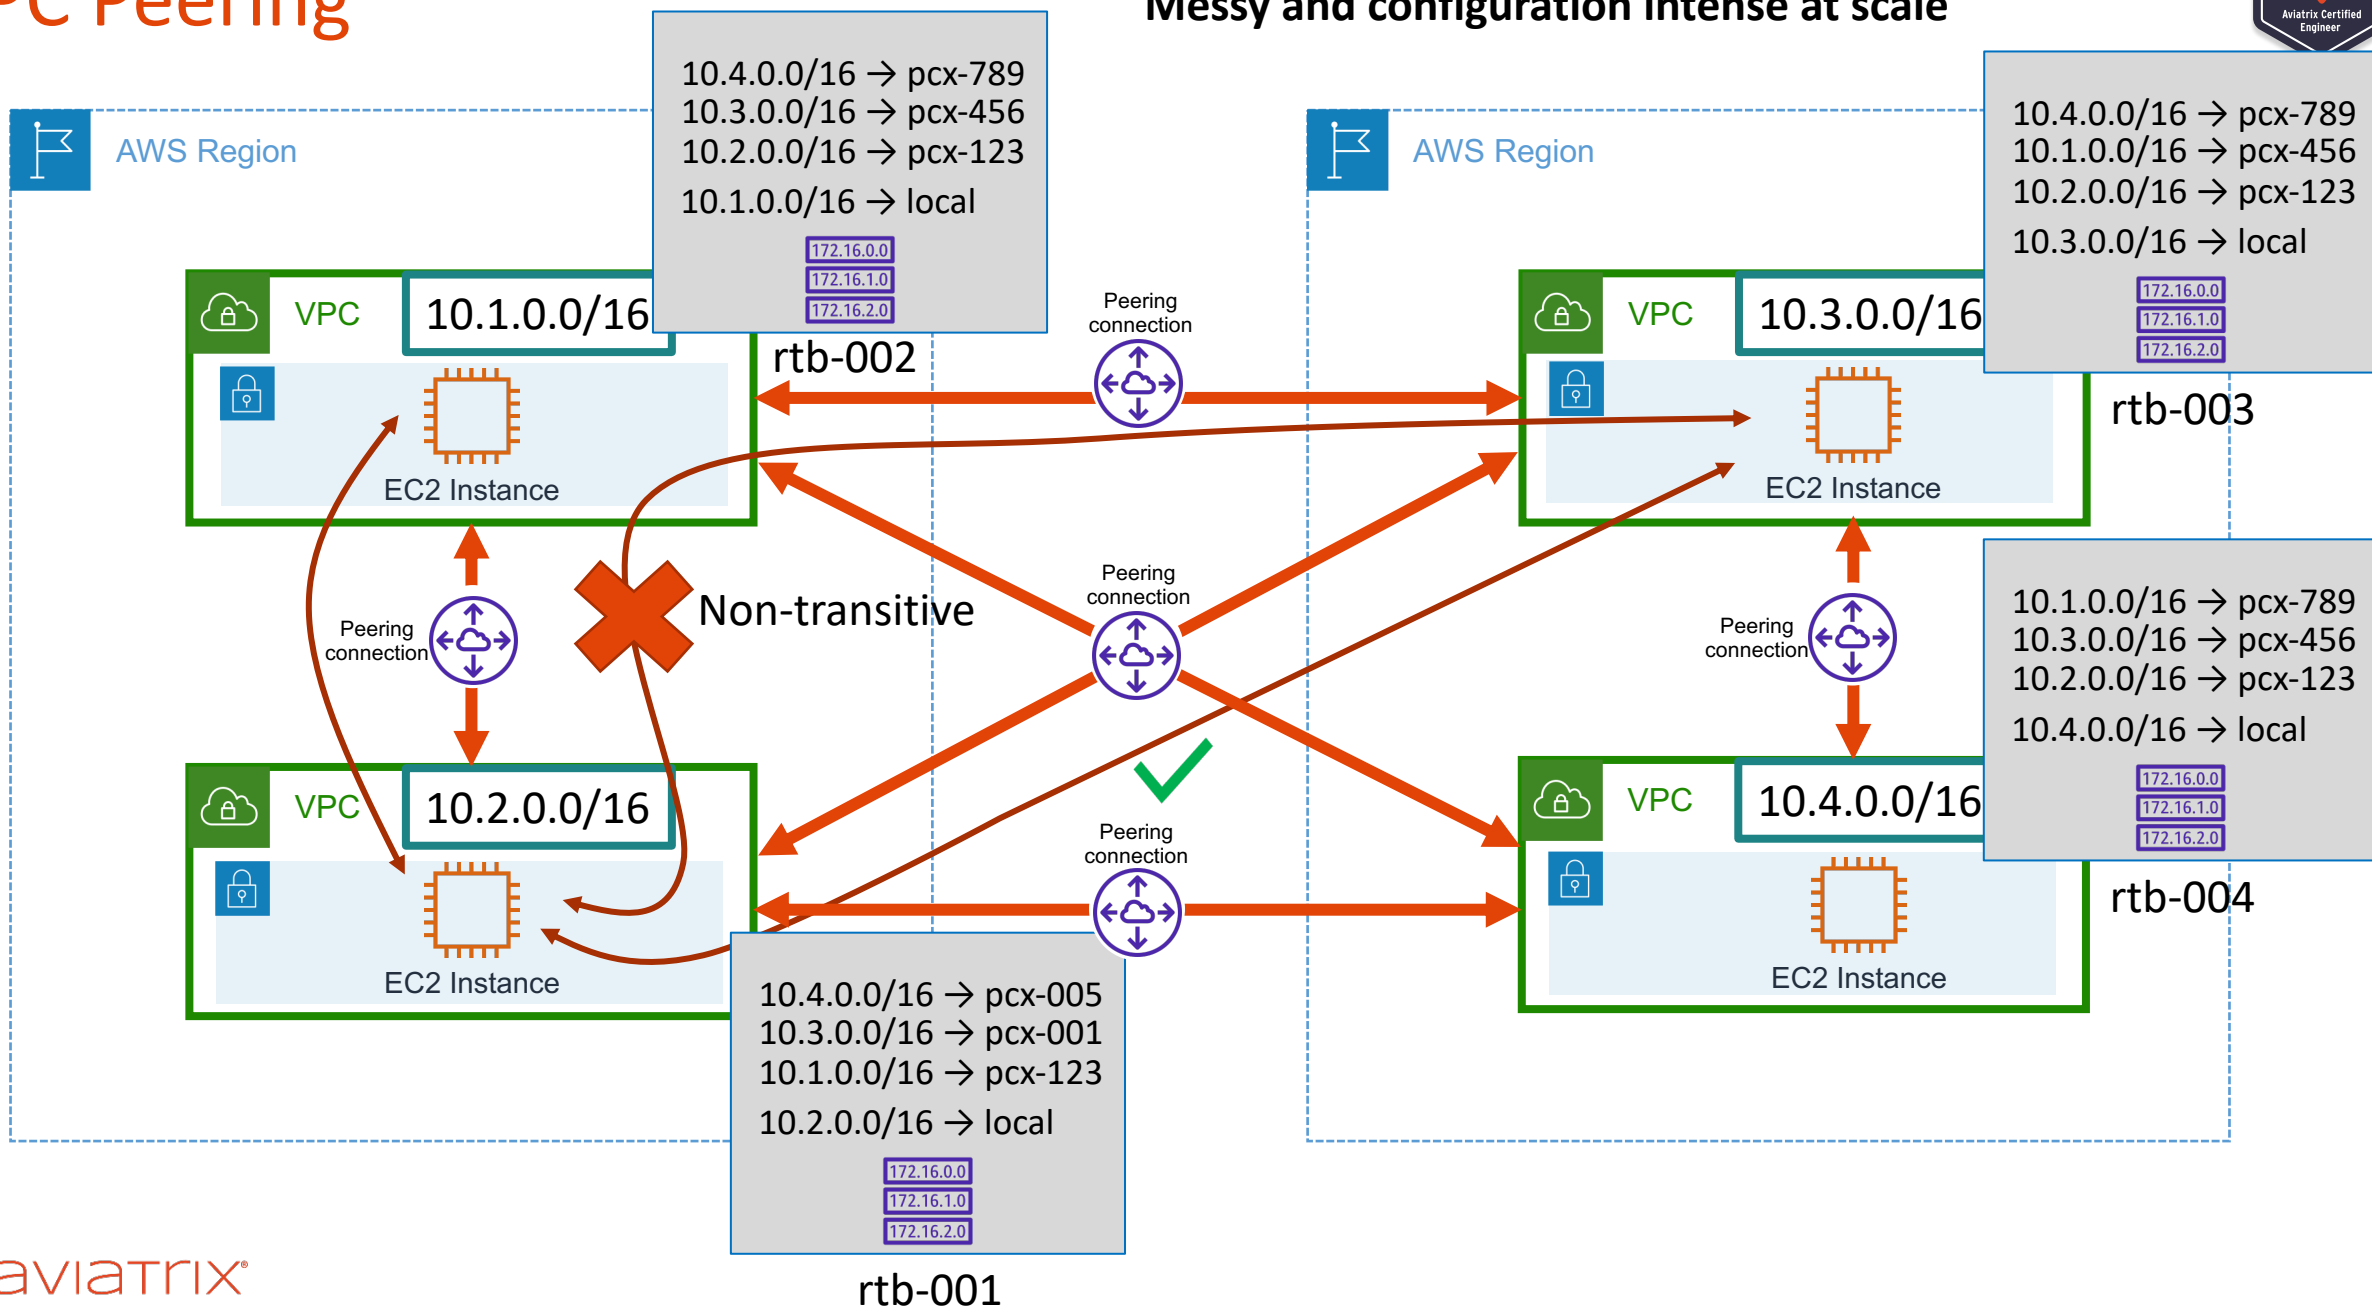 PC Peering
Messy and configuration intense at scale
Aviatrix Certified
Engineer
AWS Region
10.4.0.0/16 → pcx-789
10.3.0.0/16 → pcx-456
10.2.0.0/16 → pcx-123
10.1.0.0/16 → local
172.16.0.0
172.16.1.0
172.16.2.0
rtb-002
VPC
10.1.0.0/16
EC2 Instance
Peering
connection
AWS Region
10.4.0.0/16 → pcx-789
10.1.0.0/16 → pcx-456
10.2.0.0/16 → pcx-123
10.3.0.0/16 → local
172.16.0.0
172.16.1.0
172.16.2.0
rtb-003
VPC
10.3.0.0/16
EC2 Instance
Peering
connection
Non-transitive
Peering
connection
Peering
connection
10.1.0.0/16 → pcx-789
10.3.0.0/16 → pcx-456
10.2.0.0/16 → pcx-123
10.4.0.0/16 → local
172.16.0.0
172.16.1.0
172.16.2.0
rtb-004
VPC
10.2.0.0/16
EC2 Instance
Peering
connection
VPC
10.4.0.0/16
EC2 Instance
10.4.0.0/16 → pcx-005
10.3.0.0/16 → pcx-001
10.1.0.0/16 → pcx-123
10.2.0.0/16 → local
172.16.0.0
172.16.1.0
172.16.2.0
rtb-001
aviatrix®